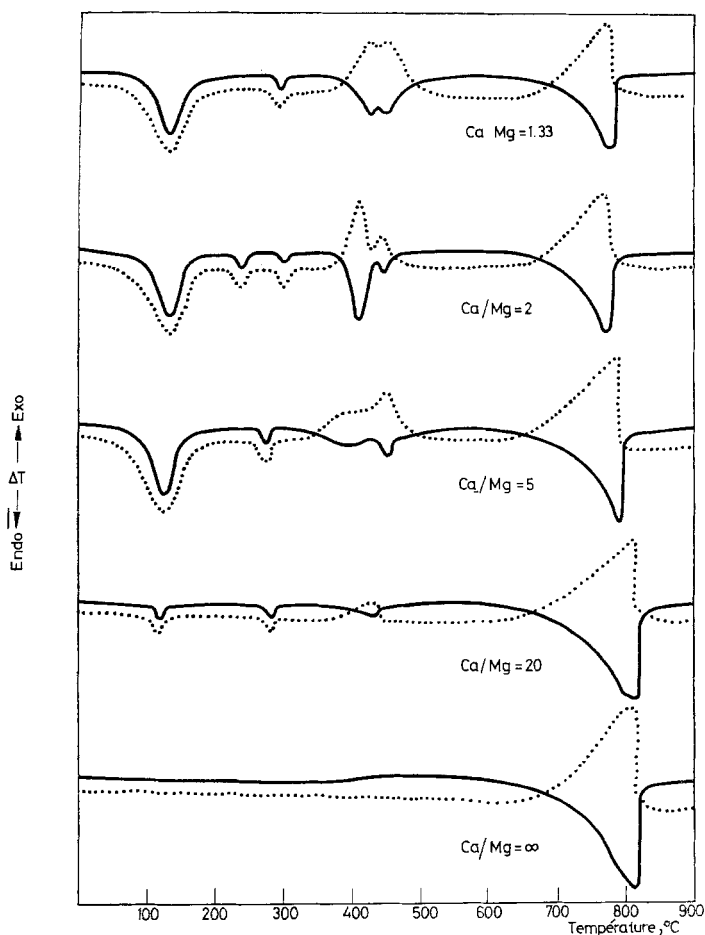 Ca Mg = 1.33
Ca/Mg = 2
Ca/Mg = 5
Ca/Mg = 20
Ca/Mg = ∞
Endo ← ΔT → Exo
100 200 300 400 500 600 700 800 900
Température, °C